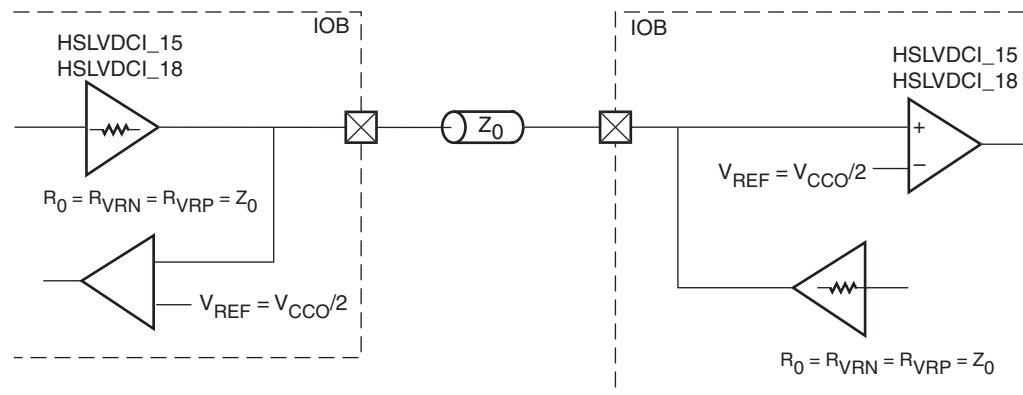 IOB
HSLVDCI_15
HSLVDCI_18
R0 = RVRN = RVRP = Z0
VREF = VCCO/2
Z0
IOB
HSLVDCI_15
HSLVDCI_18
+
VREF = VCCO/2
–
R0 = RVRN = RVRP = Z0